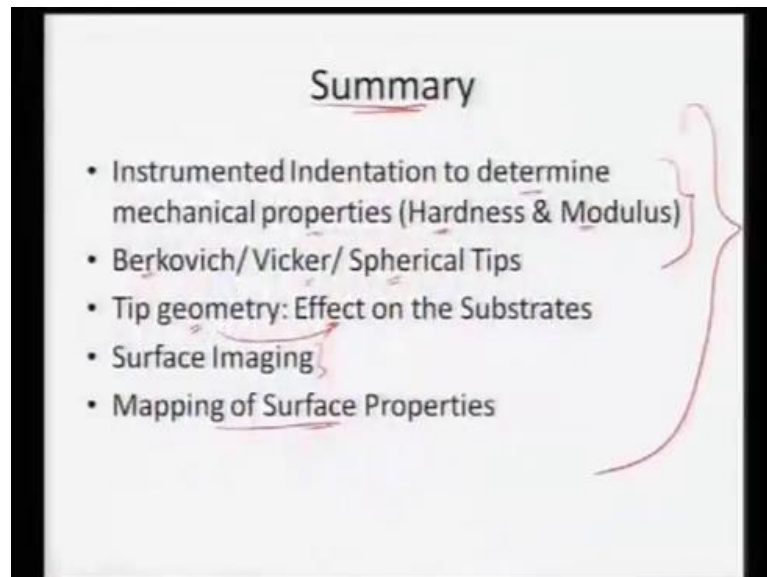 Summary
• Instrumented Indentation to determine
mechanical properties (Hardness & Modulus)
• Berkovich/ Vicker/ Spherical Tips
• Tip geometry: Effect on the Substrates
• Surface Imaging
• Mapping of Surface Properties